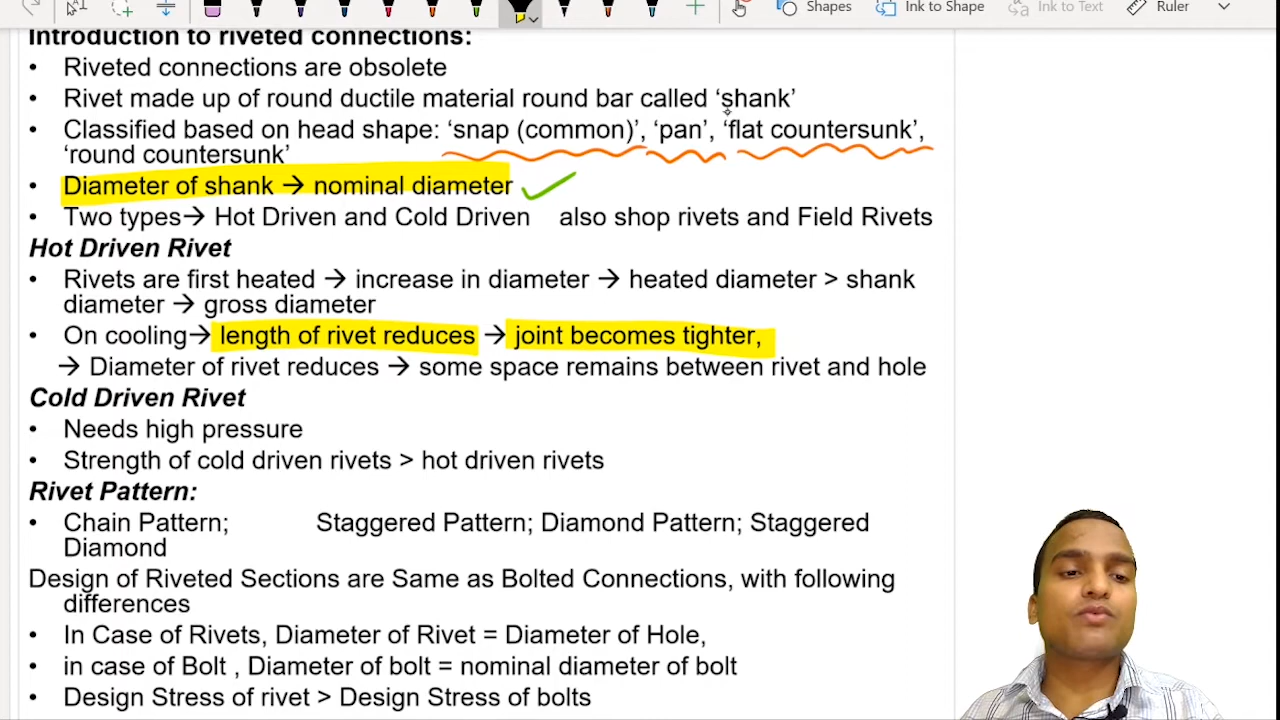 Shapes Ink to Shape Ink to Text Ruler
Introduction to riveted connections:
• Riveted connections are obsolete
• Rivet made up of round ductile material round bar called ‘shank’
• Classified based on head shape: ‘snap (common)’, ‘pan’, ‘flat countersunk’,
‘round countersunk’
• Diameter of shank → nominal diameter
• Two types→ Hot Driven and Cold Driven also shop rivets and Field Rivets
Hot Driven Rivet
• Rivets are first heated → increase in diameter → heated diameter > shank
diameter → gross diameter
• On cooling→ length of rivet reduces → joint becomes tighter,
→ Diameter of rivet reduces → some space remains between rivet and hole
Cold Driven Rivet
• Needs high pressure
• Strength of cold driven rivets > hot driven rivets
Rivet Pattern:
• Chain Pattern; Staggered Pattern; Diamond Pattern; Staggered
Diamond
Design of Riveted Sections are Same as Bolted Connections, with following
differences
• In Case of Rivets, Diameter of Rivet = Diameter of Hole,
• in case of Bolt , Diameter of bolt = nominal diameter of bolt
• Design Stress of rivet > Design Stress of bolts